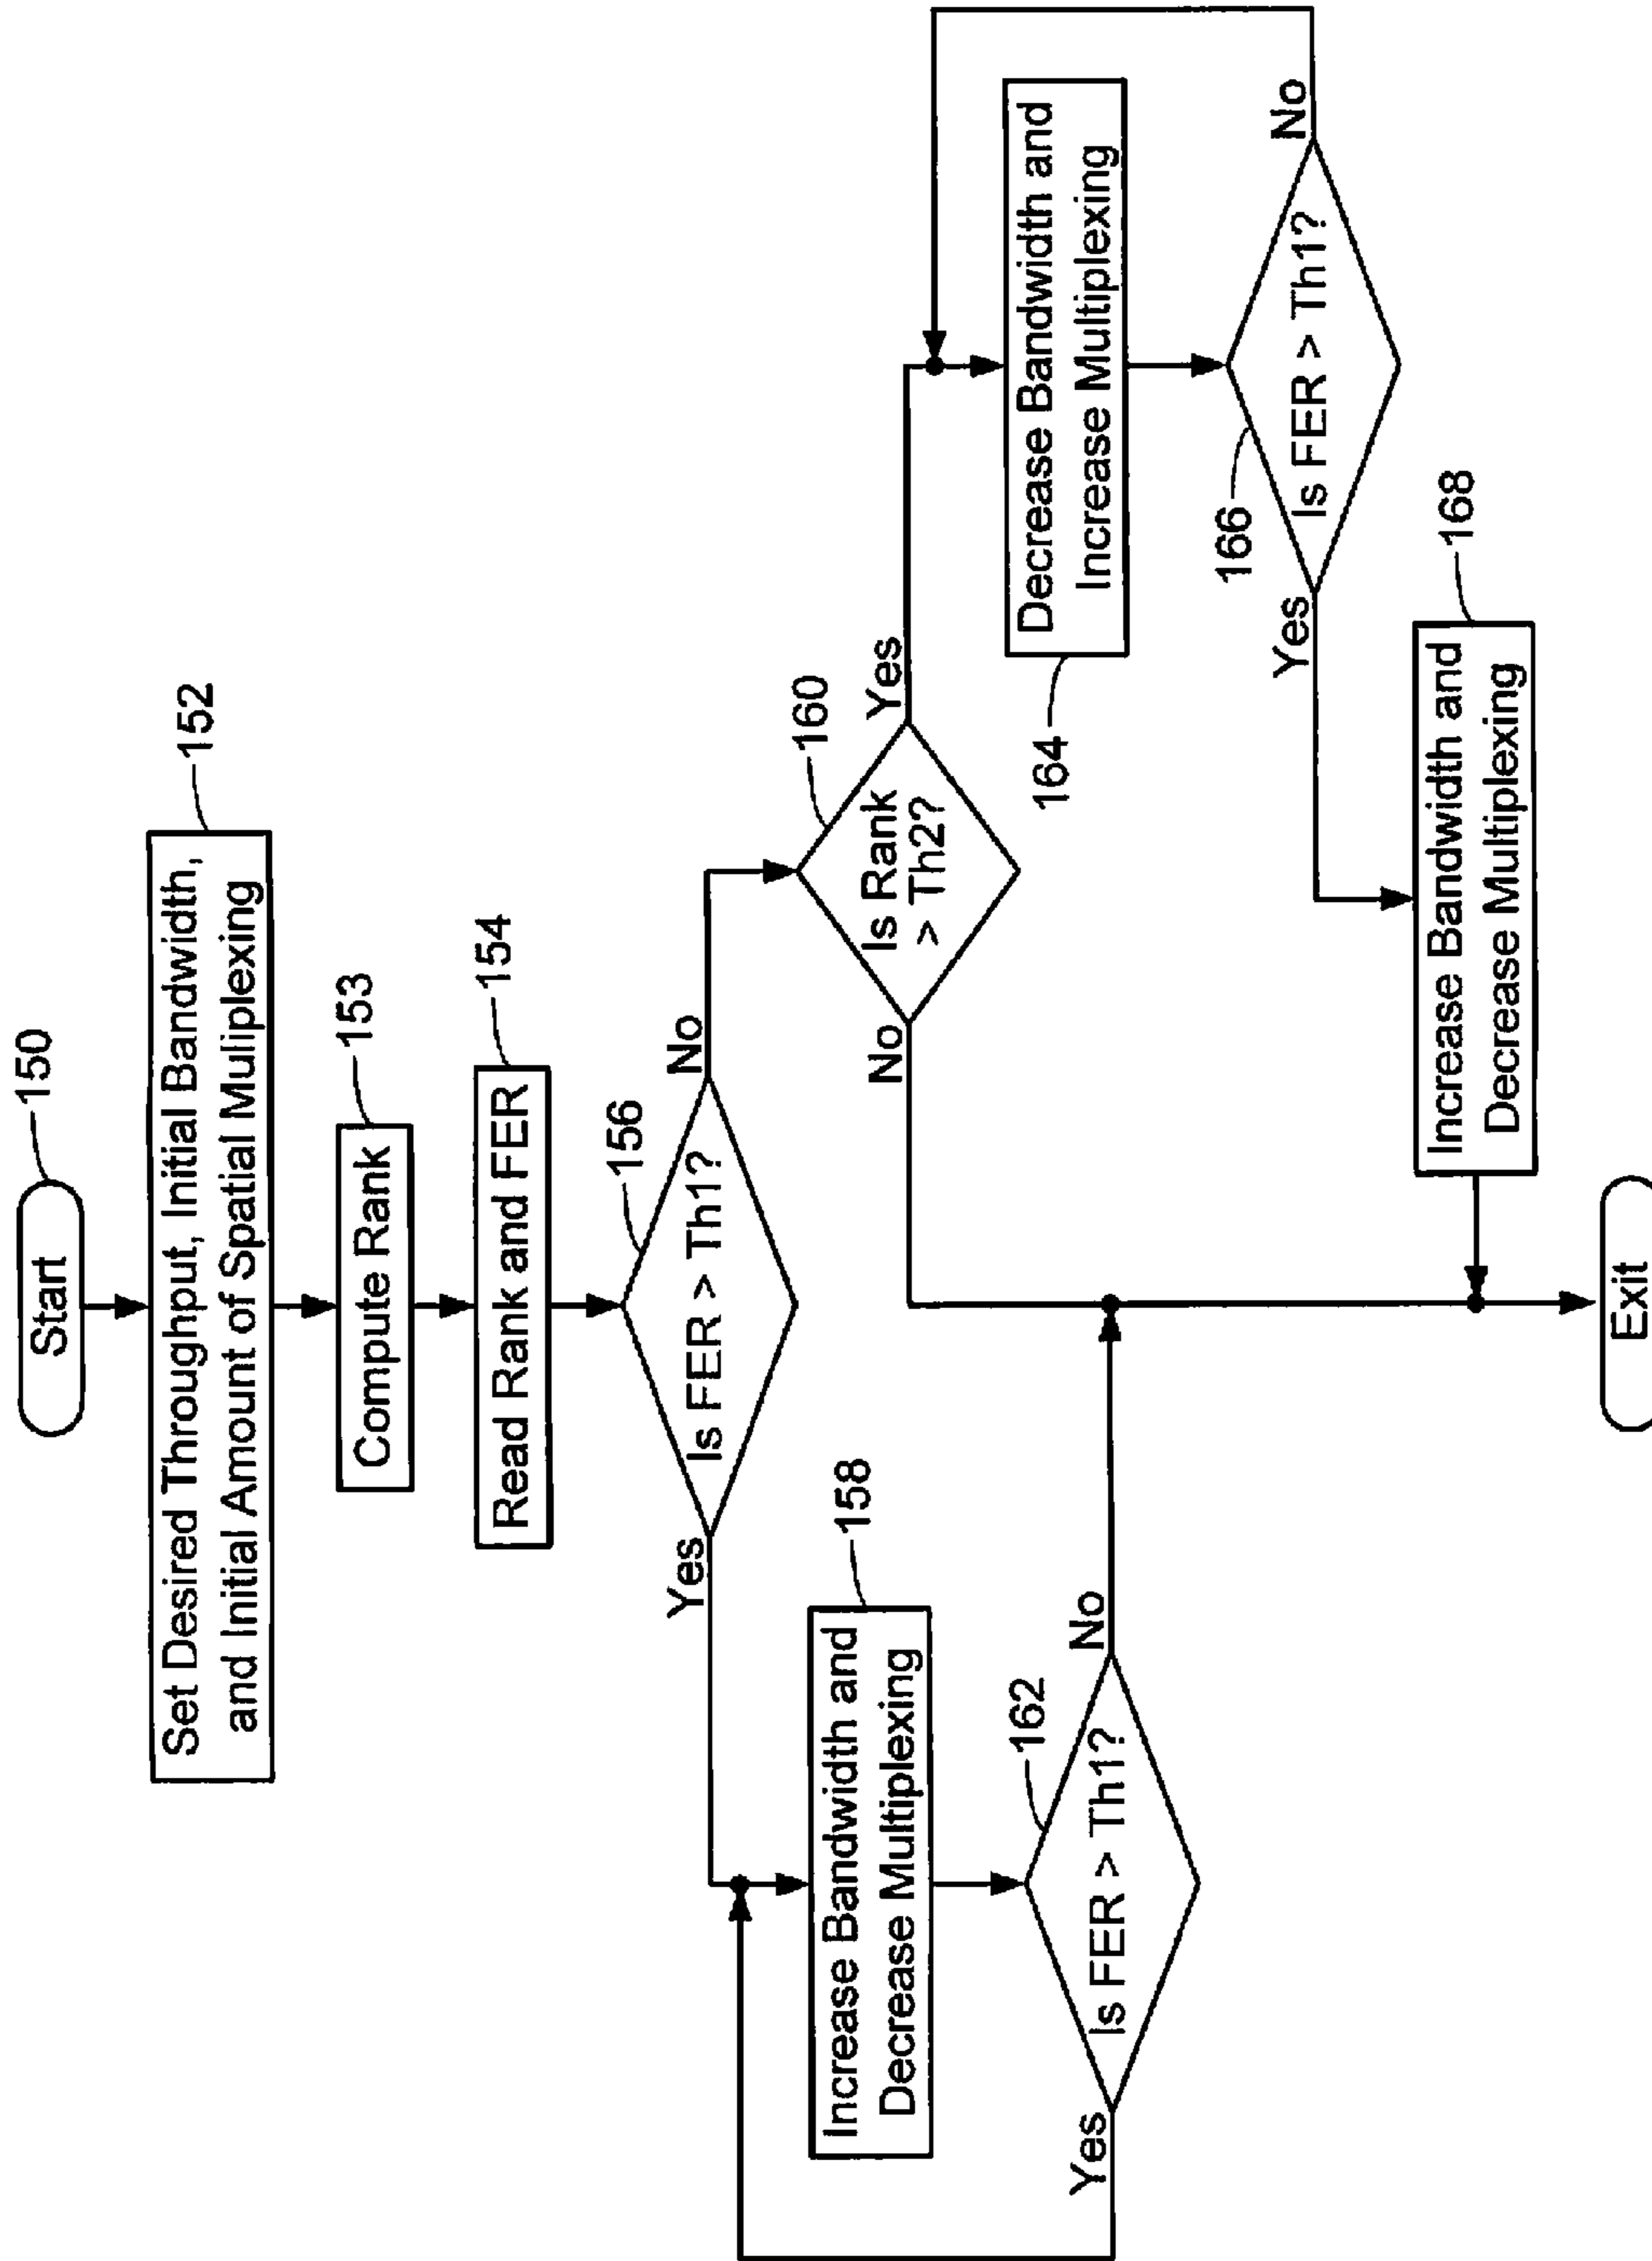 Start
150
Set Desired Throughput, Initial Bandwidth,
and Initial Amount of Spatial Muliplexing
152
Compute Rank
153
Read Rank and FER
154
Is FER > Th1?
156
Yes
No
Increase Bandwidth and
Decrease Multiplexing
158
Is FER > Th1?
162
Yes
No
Is Rank
> Th2?
160
No
Yes
Decrease Bandwidth and
Increase Multiplexing
164
Is FER > Th1?
166
Yes
No
Increase Bandwidth and
Decrease Multiplexing
168
Exit